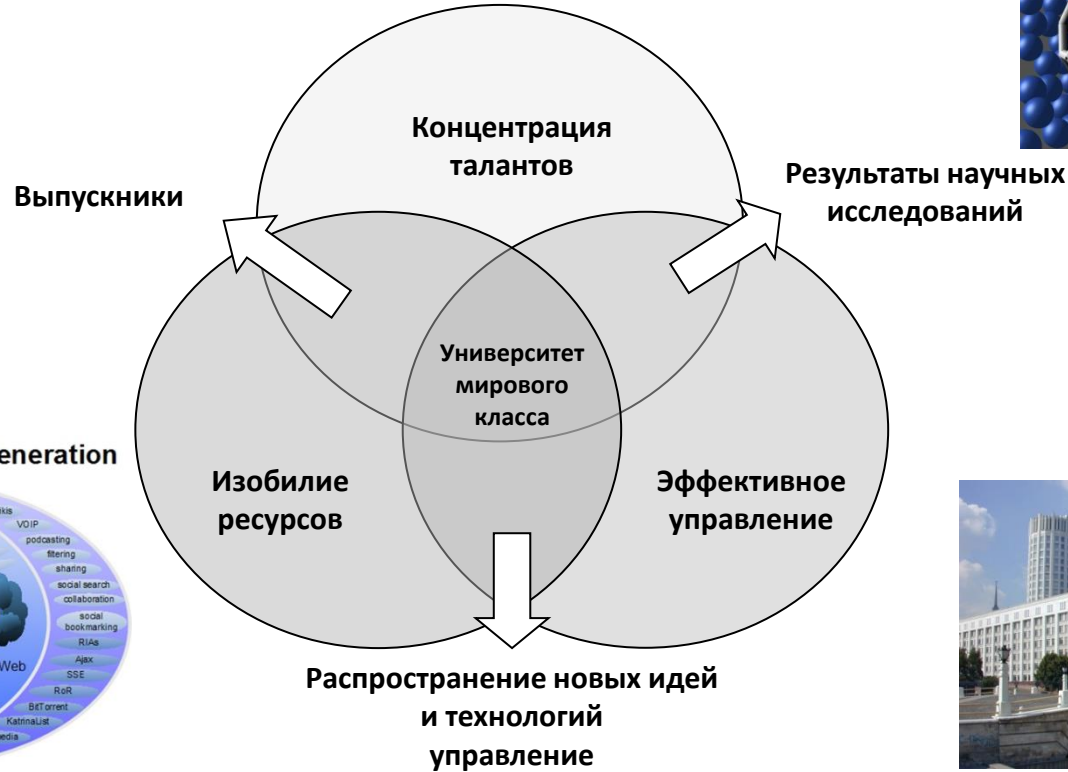 Концентрация
талантов
Выпускники
Результаты научных
исследований
Университет
мирового
класса
Изобилие
ресурсов
Эффективное
управление
eneration
VOIP
podcasting
filtering
sharing
social search
collaboration
social
bookmarking
RIAs
Web
Ajax
SSE
RoR
BitTorrent
KatrinaList
Распространение новых идей
и технологий
управление